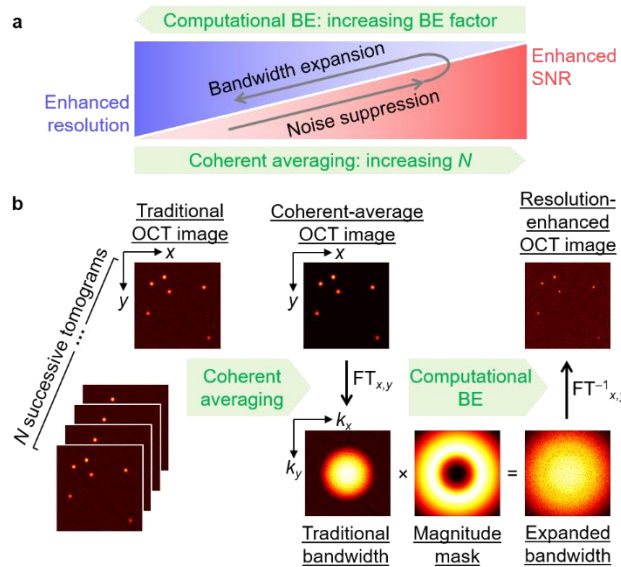 a
Computational BE: increasing BE factor
Bandwidth expansion
Enhanced
SNR
Enhanced
resolution
Noise suppression
Coherent averaging: increasing N
b
Traditional
OCT image
Coherent-average
OCT image
Resolution-
enhanced
OCT image
x
y
x
y
N successive tomograms
...
Coherent
averaging
FTx,y
Computational
BE
FT⁻¹x,y
kx
ky
×
=
Traditional
bandwidth
Magnitude
mask
Expanded
bandwidth